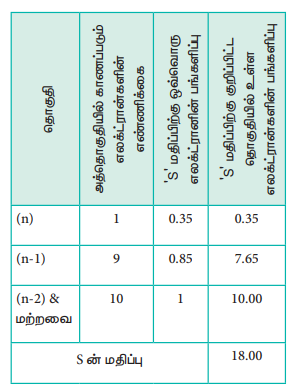 தொகுதி
அத்தொகுதியில் காணப்படும்
எலக்ட்ரான்களின்
எண்ணிக்கை
'S' மதிப்பிற்கு ஒவ்வொரு
எலக்ட்ரானின் பங்களிப்பு
'S' மதிப்பிற்கு குறிப்பிட்ட
தொகுதியில் உள்ள
எலக்ட்ரான்களின் பங்களிப்பு
(n) 1 0.35 0.35
(n-1) 9 0.85 7.65
(n-2) & 10 1 10.00
மற்றவை
S ன் மதிப்பு 18.00